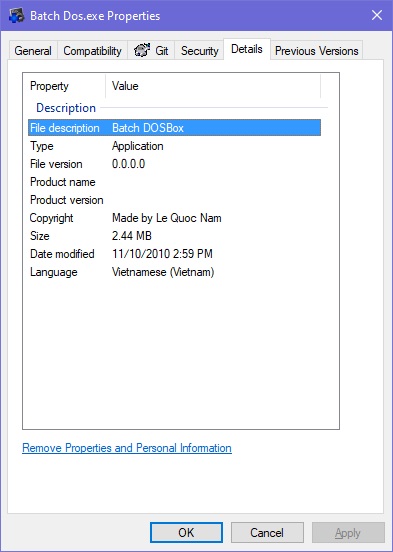 Batch Dos.exe Properties
General Compatibility Git Security Details Previous Versions
Property Value
Description
File description Batch DOSBox
Type Application
File version 0.0.0.0
Product name
Product version
Copyright Made by Le Quoc Nam
Size 2.44 MB
Date modified 11/10/2010 2:59 PM
Language Vietnamese (Vietnam)
Remove Properties and Personal Information
OK Cancel Apply